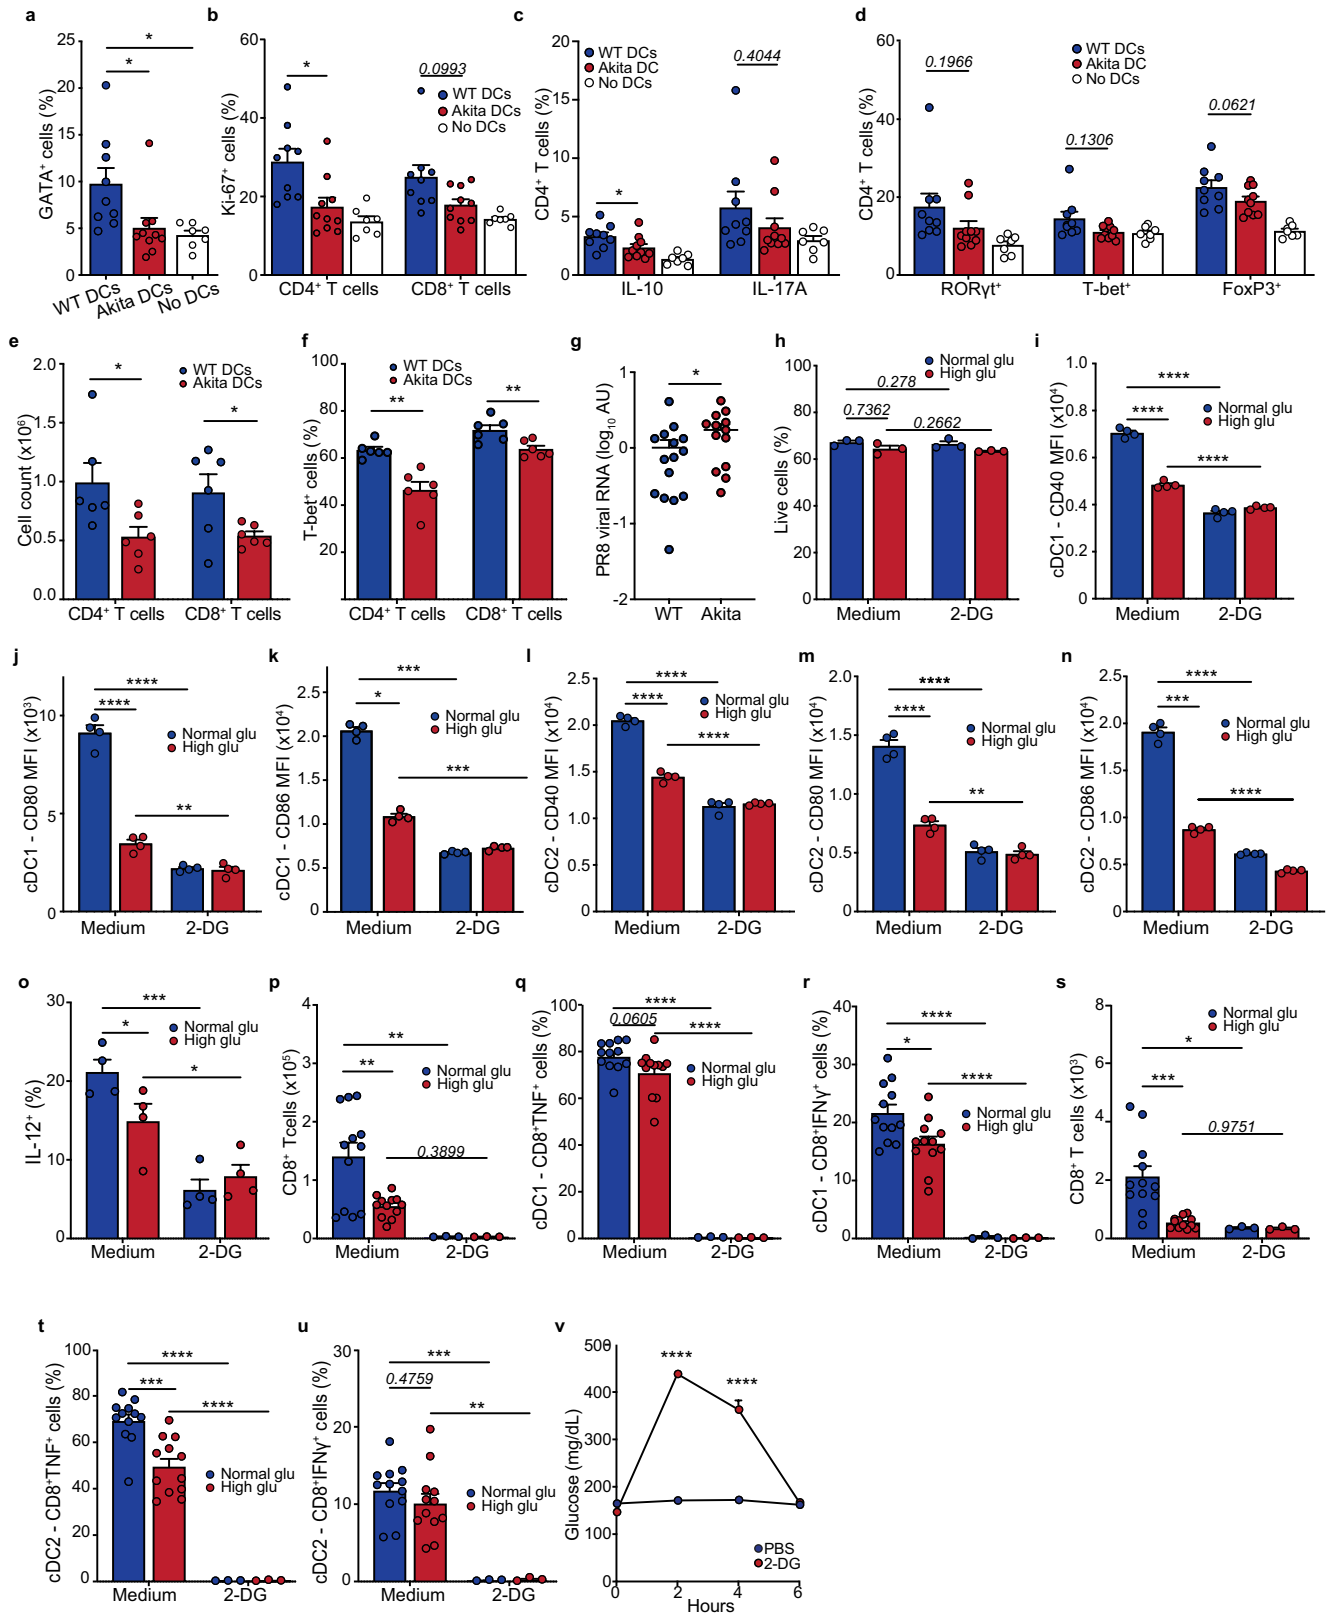 a
GATA⁺ cells (%)
25
20
15
10
5
0
*
*
WT DCs
Akita DCs
No DCs
b
Ki-67⁺ cells (%)
60
40
20
0
*
0.0993
WT DCs
Akita DCs
No DCs
CD4⁺ T cells
CD8⁺ T cells
c
CD4⁺ T cells (%)
20
15
10
5
0
WT DCs
Akita DC
No DCs
*
0.4044
IL-10
IL-17A
d
CD4⁺ T cells (%)
60
40
20
0
WT DCs
Akita DCs
No DCs
0.1966
0.1306
0.0621
RORγt⁺
T-bet⁺
FoxP3⁺
e
Cell count (x10⁶)
2.0
1.5
1.0
0.5
0.0
WT DCs
Akita DCs
*
*
CD4⁺ T cells
CD8⁺ T cells
f
T-bet⁺ cells (%)
100
80
60
40
20
WT DCs
Akita DCs
**
**
CD4⁺ T cells
CD8⁺ T cells
g
PR8 viral RNA (log₁₀ AU)
1
0
-1
-2
*
WT
Akita
h
Live cells (%)
100
80
60
40
20
0
Normal glu
High glu
0.278
0.7362
0.2662
Medium
2-DG
i
cDC1 - CD40 MFI (x10⁴)
1.0
0.8
0.6
0.4
0.2
0
****
****
****
Normal glu
High glu
Medium
2-DG
j
cDC1 - CD80 MFI (x10³)
10
5
0
****
****
**
Normal glu
High glu
Medium
2-DG
k
cDC1 - CD86 MFI (x10⁴)
2.5
2.0
1.5
1.0
0.5
0
***
*
***
Normal glu
High glu
Medium
2-DG
l
cDC2 - CD40 MFI (x10⁴)
2.5
2.0
1.5
1.0
0.5
0
****
****
****
Normal glu
High glu
Medium
2-DG
m
cDC2 - CD80 MFI (x10⁴)
2.0
1.5
1.0
0.5
0
****
****
**
Normal glu
High glu
Medium
2-DG
n
cDC2 - CD86 MFI (x10⁴)
2.5
2.0
1.5
1.0
0.5
0
****
***
****
Normal glu
High glu
Medium
2-DG
o
IL-12⁺ (%)
30
20
10
0
***
*
*
Normal glu
High glu
Medium
2-DG
p
CD8⁺ Tcells (x10⁵)
4
3
2
1
0
**
**
0.3899
Normal glu
High glu
Medium
2-DG
q
cDC1 - CD8⁺TNF⁺ cells (%)
100
80
60
40
20
0
****
0.0605
****
Normal glu
High glu
Medium
2-DG
r
cDC1 - CD8⁺IFNγ⁺ cells (%)
40
30
20
10
0
****
*
****
Normal glu
High glu
Medium
2-DG
s
CD8⁺ T cells (x10³)
8
6
4
2
0
Normal glu
High glu
*
***
0.9751
Medium
2-DG
t
cDC2 - CD8⁺TNF⁺ cells (%)
100
80
60
40
20
0
****
***
****
Normal glu
High glu
Medium
2-DG
u
cDC2 - CD8⁺IFNγ⁺ cells (%)
30
20
10
0
***
0.4759
**
Normal glu
High glu
Medium
2-DG
v
Glucose (mg/dL)
500
400
300
200
100
0
****
****
PBS
2-DG
0
2
4
6
Hours